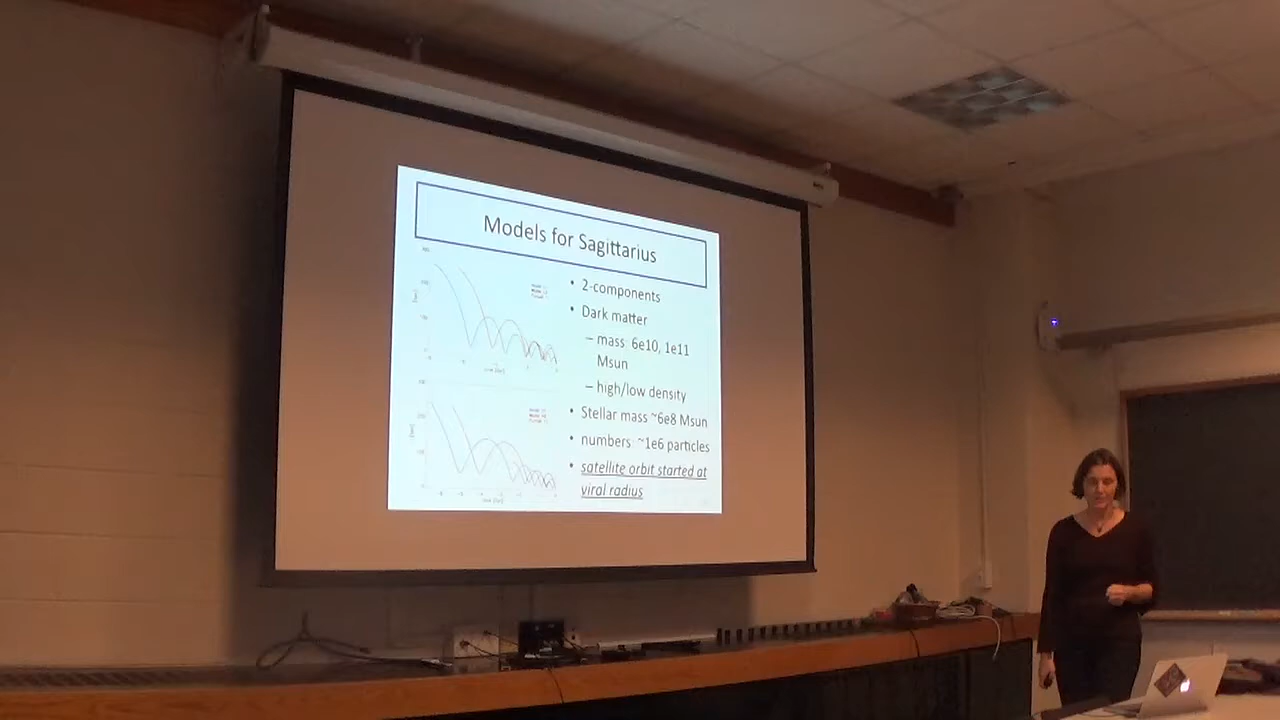 Models for Sagittarius
• 2-components
• Dark matter
– mass 6e10, 1e11
Msun
– high/low density
• Stellar mass ~6e8 Msun
• numbers ~1e6 particles
• satellite orbit started at
viral radius